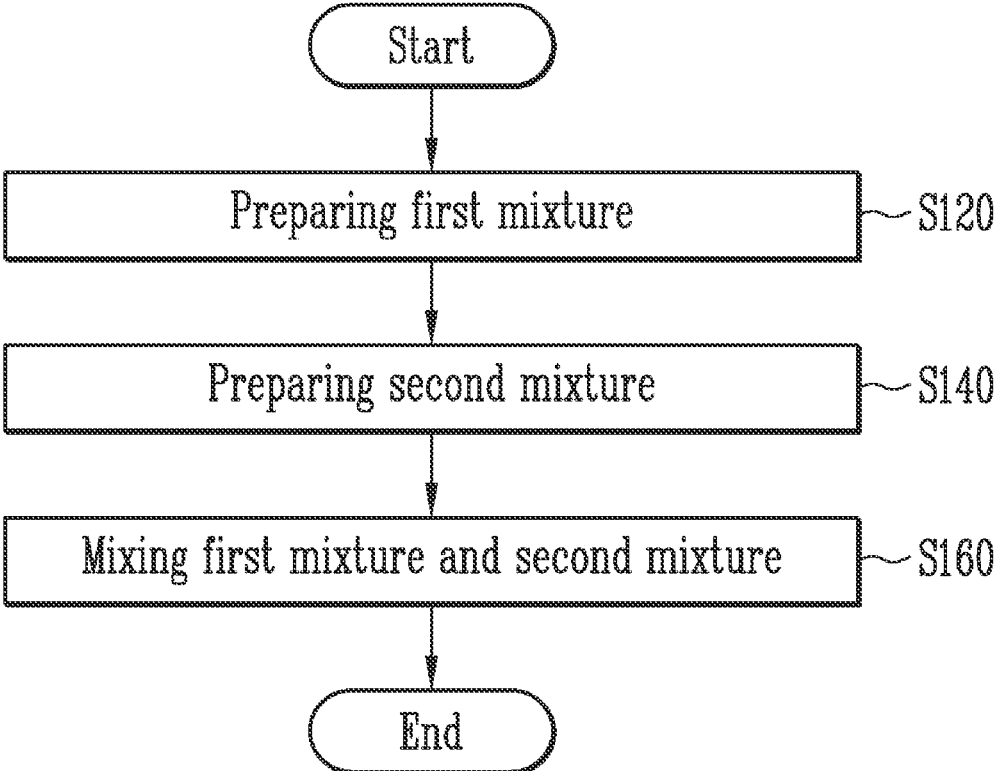 Start
Preparing first mixture
S120
Preparing second mixture
S140
Mixing first mixture and second mixture
S160
End